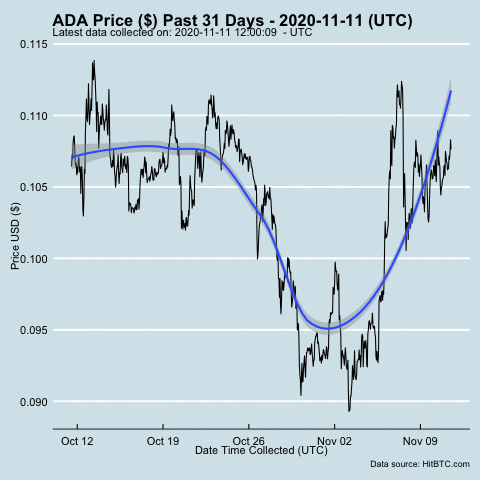 ADA Price ($) Past 31 Days - 2020-11-11 (UTC)
Latest data collected on: 2020-11-11 12:00:09 - UTC
0.115
0.110
0.105
0.100
0.095
0.090
Price USD ($)
Oct 12 Oct 19 Oct 26 Nov 02 Nov 09
Date Time Collected (UTC)
Data source: HitBTC.com